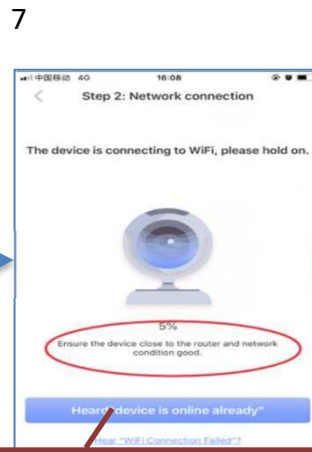 7
中国移动 4G 16:08
Step 2: Network connection
The device is connecting to WiFi, please hold on.
5%
Ensure the device close to the router and network
condition good.
Heard "device is online already"
Hear "WiFi Connection Failed"?